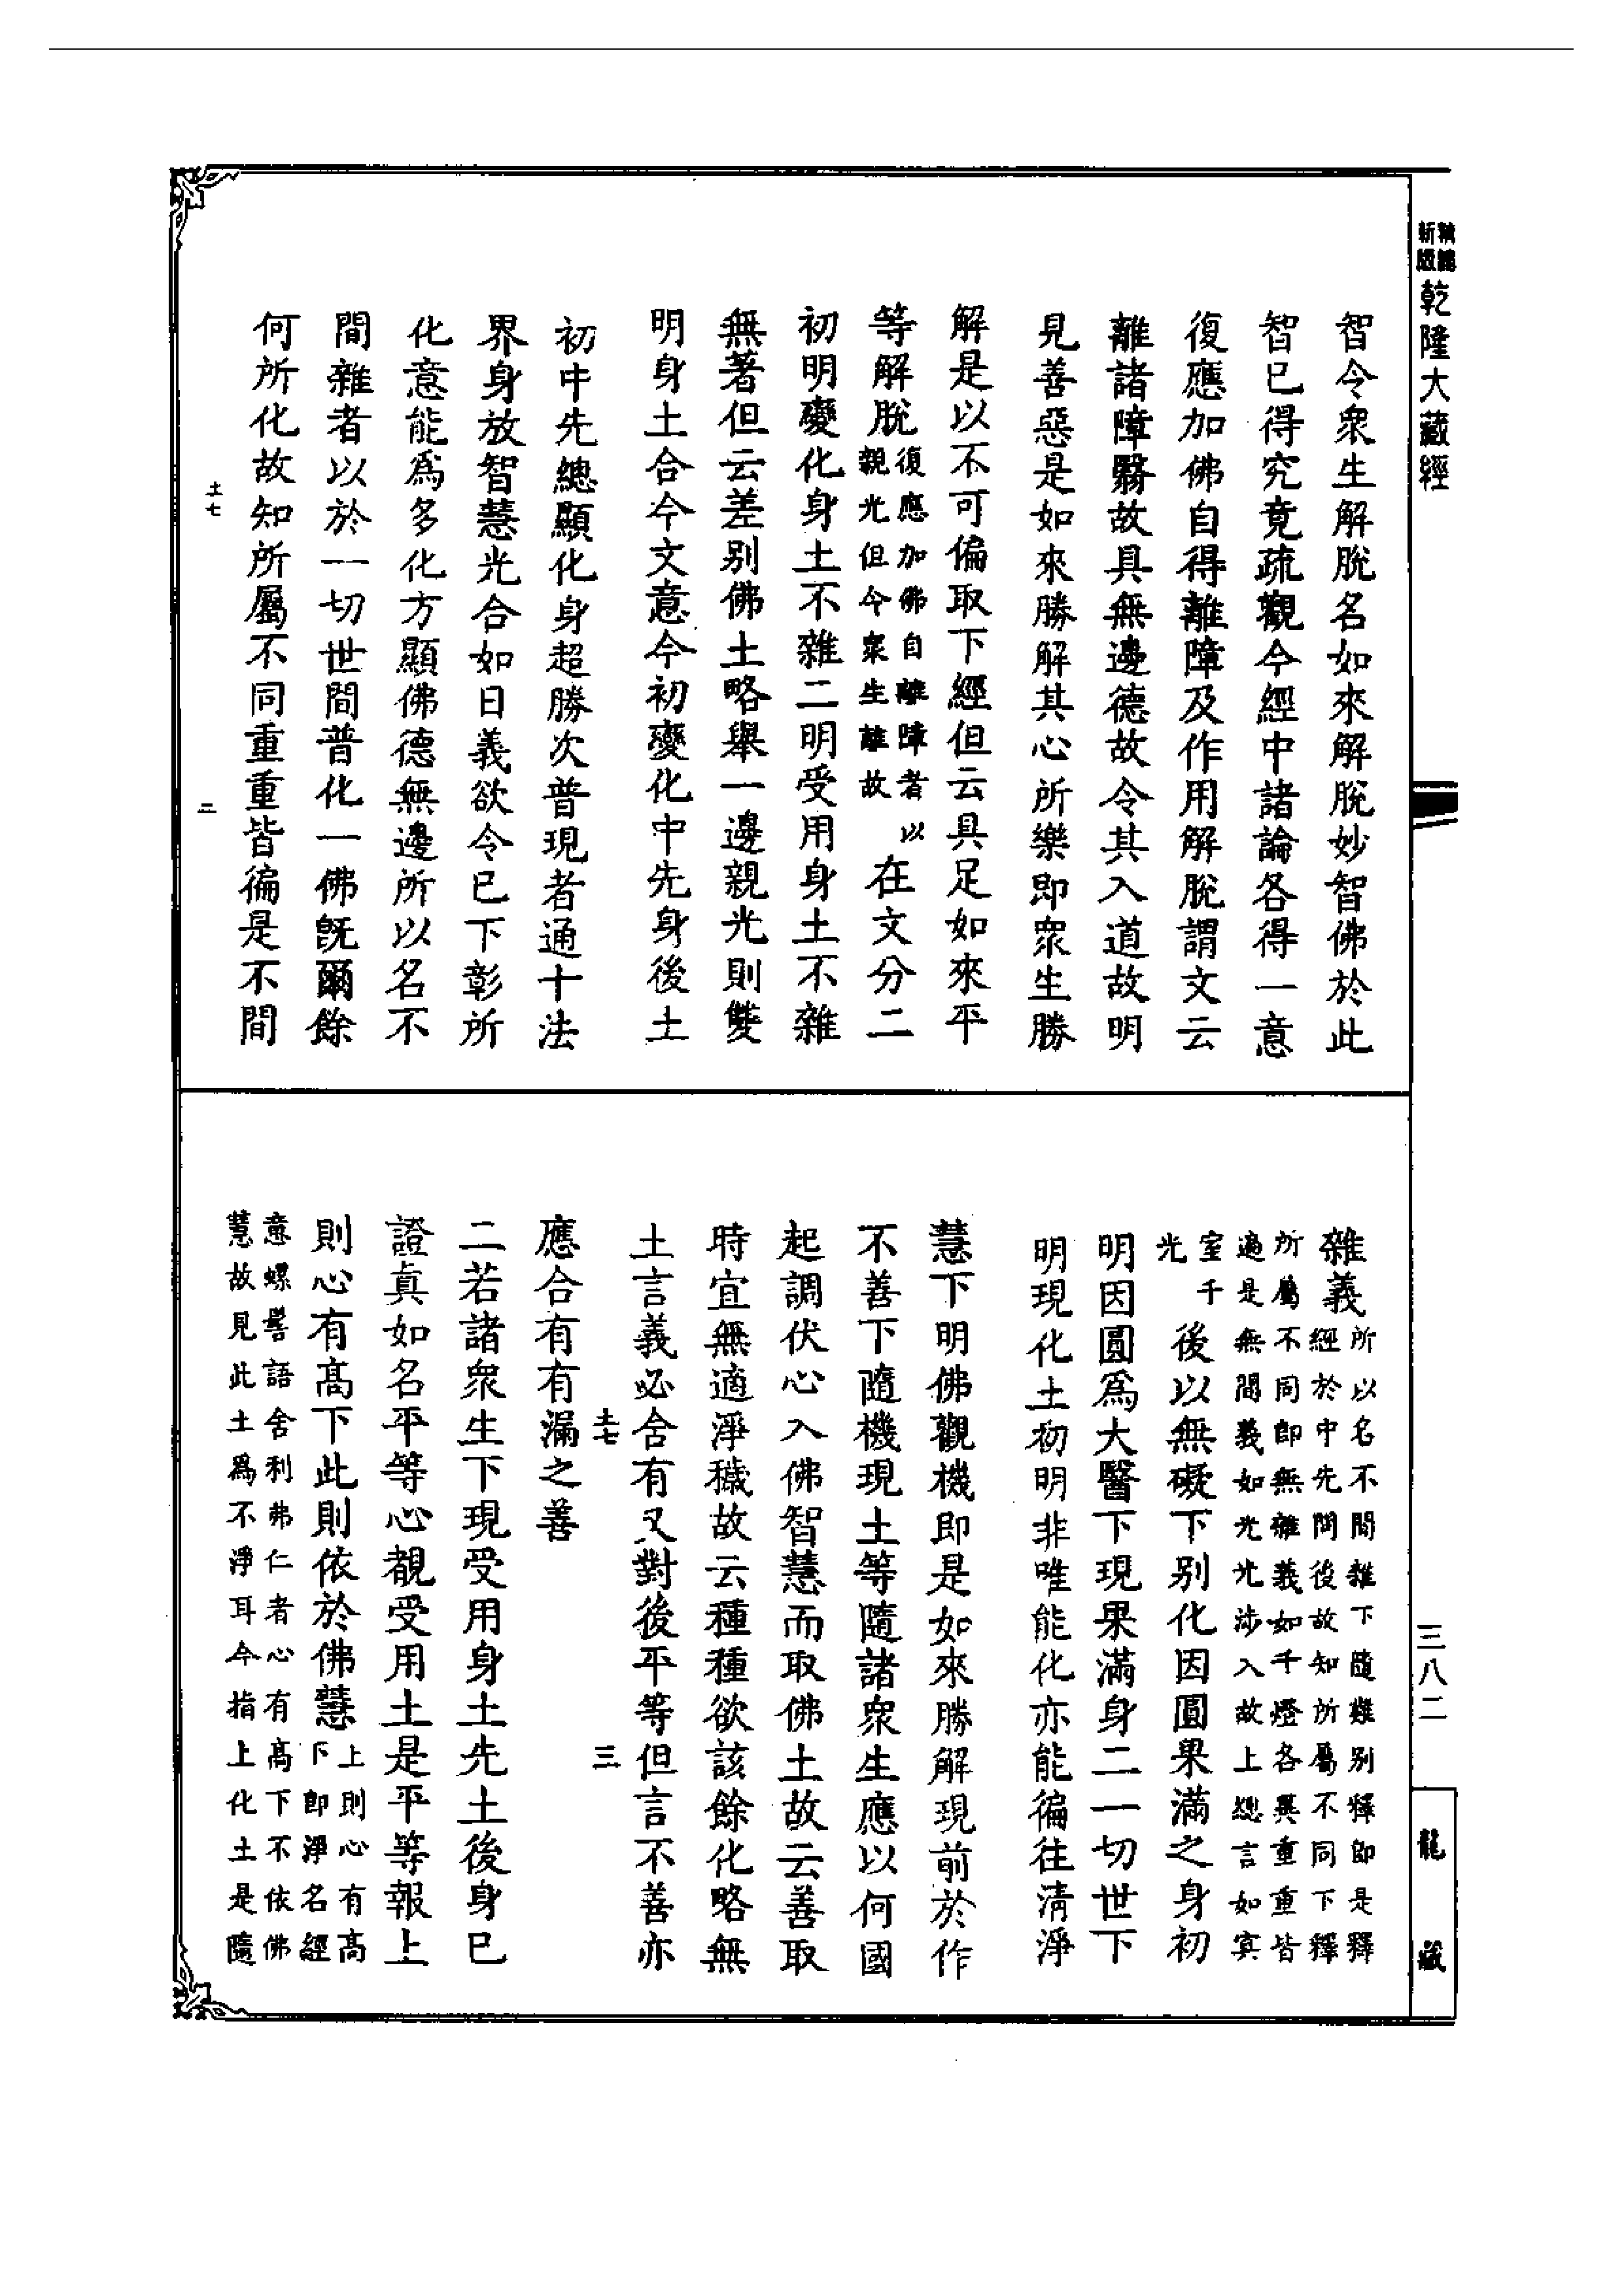 乾隆大藏經
智令衆生解脫名如來解脫妙智佛於此
智已得究竟疏觀今經中諸論各得一意
復應加佛自得離障及作用解脫謂文云
離諸障翳故具無邊德故令其入道故明
見善惡是如來勝解其心所樂即衆生勝
解是以不可偏取下經但云具足如來平
等解脫復應加佛自離障者以親光但令衆生離故在文分二
初明變化身土不雜二明受用身土不雜
無著但云差别佛土略舉一邊親光則雙
明身土合今文意今初變化中先身後土
初中先總顯化身超勝次普現者通十法
界身放智慧光合如日義欲令已下彰所
化意能爲多化方顯佛德無邊所以名不
間雜者以於一一切世間普化一佛旣爾餘
何所化故知所屬不同重重皆徧是不間
土七
二
三八二
龍藏
雜義所以名不間雜下隨難别釋即是釋經於中先問後故知所屬不同下釋
所屬不同即無雜義如千燈各異重重皆遍是無間義如光光涉入故上總言如冥
室千光後以無礙下别化因圓果滿之身初
明因圓爲大醫下現果滿身二一切世下
明現化土初明非唯能化亦能徧往清淨
慧下明佛觀機即是如來勝解現前於作
不善下隨機現土等隨諸衆生應以何國
起調伏心入佛智慧而取佛土故云善取
時宜無適淨穢故云種種欲該餘化略無
土言義必含有又對後平等但言不善亦
土七
三
應合有有漏之善
二若諸衆生下現受用身土先土後身已
證真如名平等心覩受用土是平等報上
則心有高下此則依於佛慧上則心有高下即淨名經
意螺髻語舍利弗仁者心有高下不依佛慧故見此土爲不淨耳今指上化土是隨